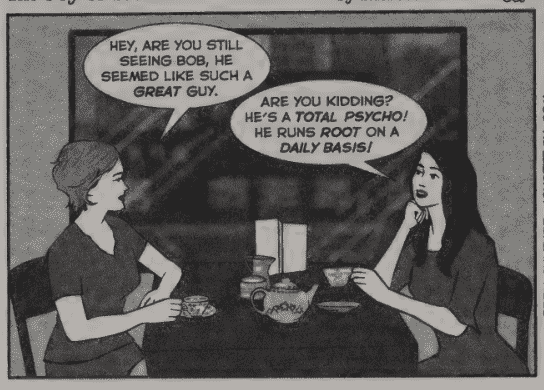 HEY, ARE YOU STILL
SEEING BOB, HE
SEEMED LIKE SUCH A
GREAT GUY.
ARE YOU KIDDING?
HE'S A TOTAL PSYCHO!
HE RUNS ROOT ON A
DAILY BASIS!